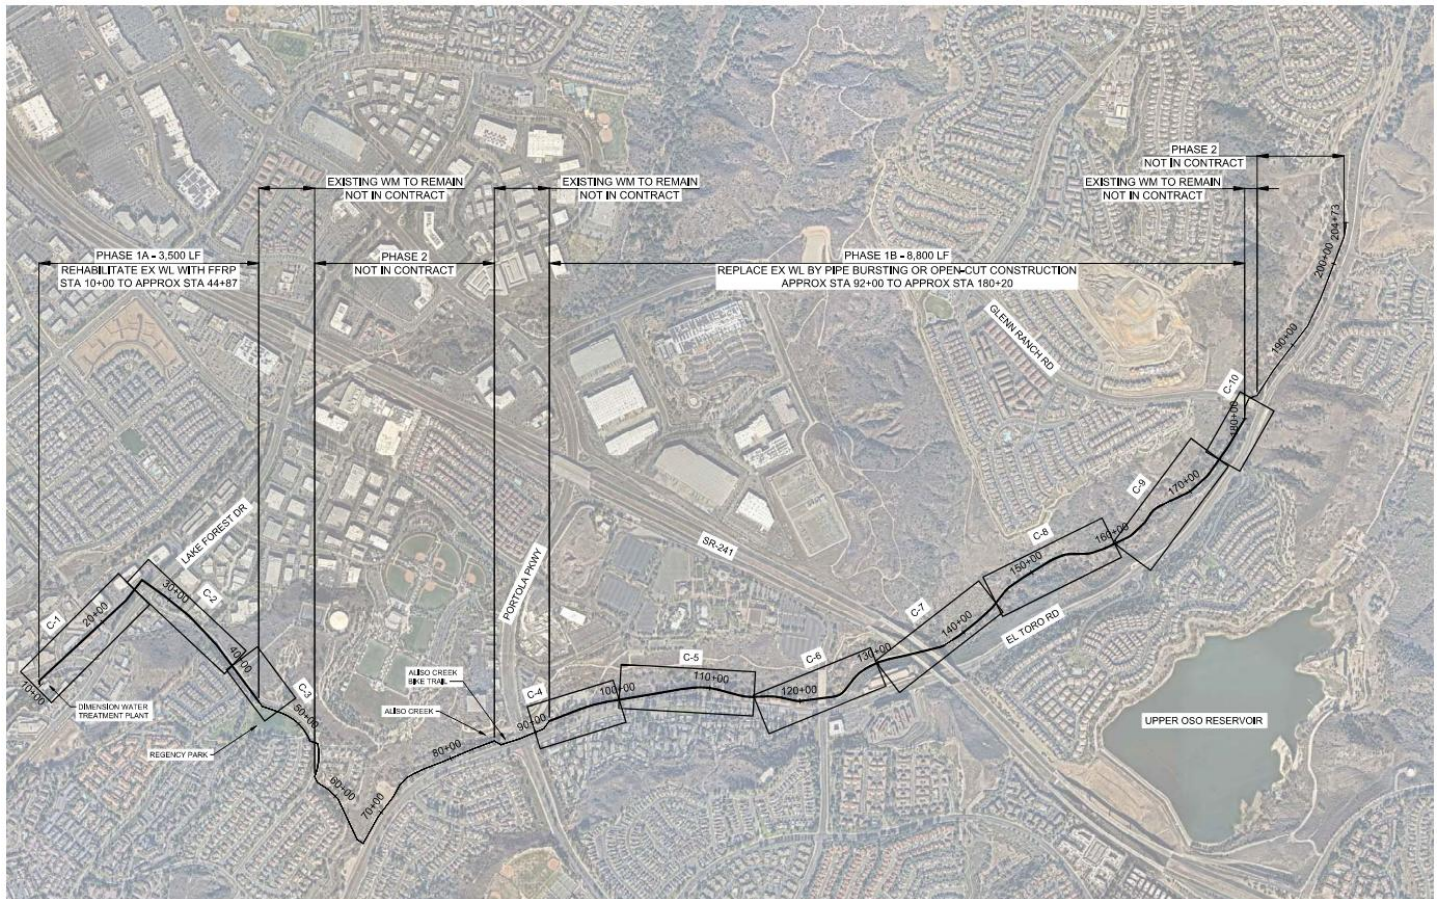 PHASE 2
NOT IN CONTRACT
EXISTING WM TO REMAIN
NOT IN CONTRACT
EXISTING WM TO REMAIN
NOT IN CONTRACT
EXISTING WM TO REMAIN
NOT IN CONTRACT
PHASE 1A - 3,500 LF
REHABILITATE EX WL WITH FFRP
STA 10+00 TO APPROX STA 44+87
PHASE 2
NOT IN CONTRACT
PHASE 1B - 8,800 LF
REPLACE EX WL BY PIPE BURSTING OR OPEN-CUT CONSTRUCTION
APPROX STA 92+00 TO APPROX STA 180+20
204+73
200+00
190+00
GLENN RANCH RD
C-10
180+00
C-9
170+00
C-8
160+00
150+00
SR-241
LAKE FOREST DR
PORTOLA PKWY
C-7
140+00
EL TORO RD
C-1
20+00
30+00
C-2
40+00
C-3
50+00
10+00
DIMENSION WATER
TREATMENT PLANT
REGENCY PARK
ALISO CREEK
BIKE TRAIL
ALISO CREEK
C-4
90+00
100+00
C-5
110+00
C-6
120+00
130+00
80+00
70+00
60+00
UPPER OSO RESERVOIR